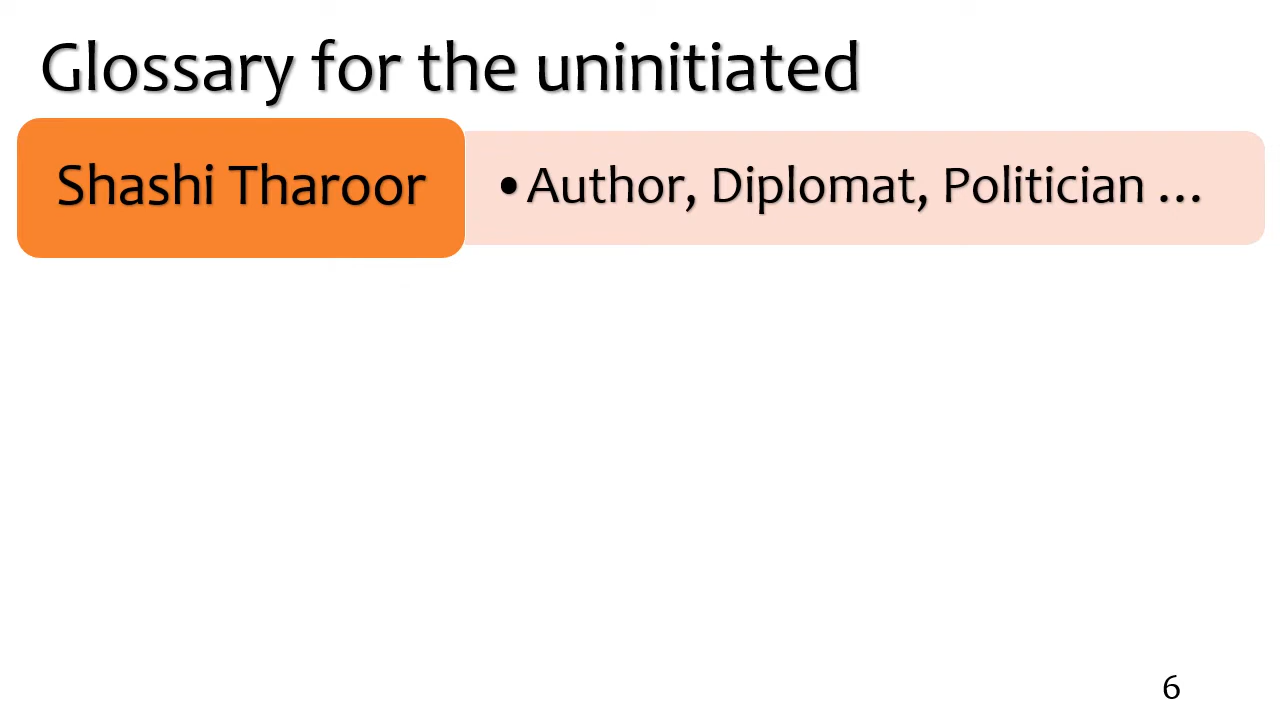 Glossary for the uninitiated
Shashi Tharoor
•Author, Diplomat, Politician ...
6